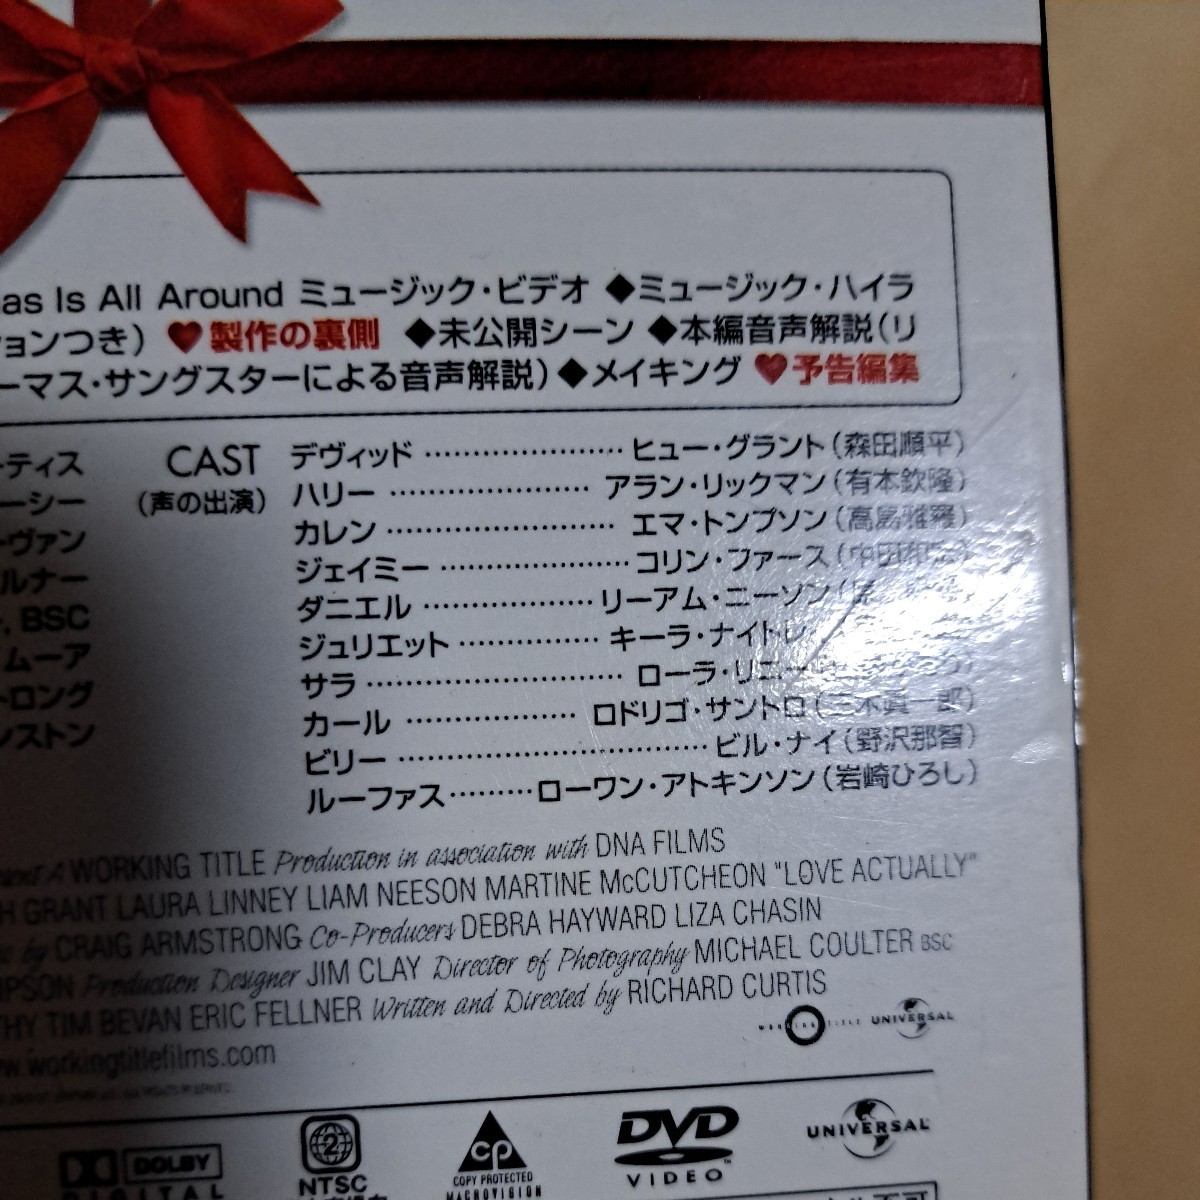 as Is All Around ミュージック・ビデオ ◆ミュージック・ハイラ
ョンつき) ♥製作の裏側 ◆未公開シーン ◆本編音声解説(リ
ーマス・サングスターによる音声解説)◆メイキング ♥予告編集
ーティス CAST デヴィッド ヒュー・グラント(森田順平)
ーシー (声の出演) ハリー アラン・リックマン(有本欽隆)
ーヴァン カレン エマ・トンプソン(高島雅羅)
ルナー ジェイミー コリン・ファース
, BSC ダニエル リーアム・ニーソン
ムーア ジュリエット キーラ・ナイトレ
ロング サラ ローラ・リニー
ンストン カール ロドリゴ・サントロ(三木眞一郎)
ビリー ビル・ナイ(野沢那智)
ルーファス ローワン・アトキンソン(岩崎ひろし)
A WORKING TITLE Production in association with DNA FILMS
H GRANT LAURA LINNEY LIAM NEESON MARTINE McCUTCHEON "LOVE ACTUALLY"
by CRAIG ARMSTRONG Co-Producers DEBRA HAYWARD LIZA CHASIN
PSON Production Designer JIM CLAY Director of Photography MICHAEL COULTER BSC
THY TIM BEVAN ERIC FELLNER Written and Directed by RICHARD CURTIS
WORKING TITLE UNIVERSAL
w.workingtitlefilms.com
DOLBY DIGITAL
2 NTSC
CP COPY PROTECTED MACROVISION
DVD VIDEO
UNIVERSAL